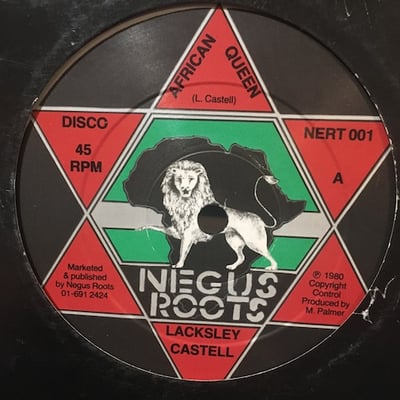 AFRICAN QUEEN
(L. Castell)
DISCO
45
RPM
NERT 001
A
NEGUS
ROOTS
Marketed
& published
by Negus Roots
01-691 2424
℗ 1980
Copyright
Control
Produced by
M. Palmer
LACKSLEY
CASTELL